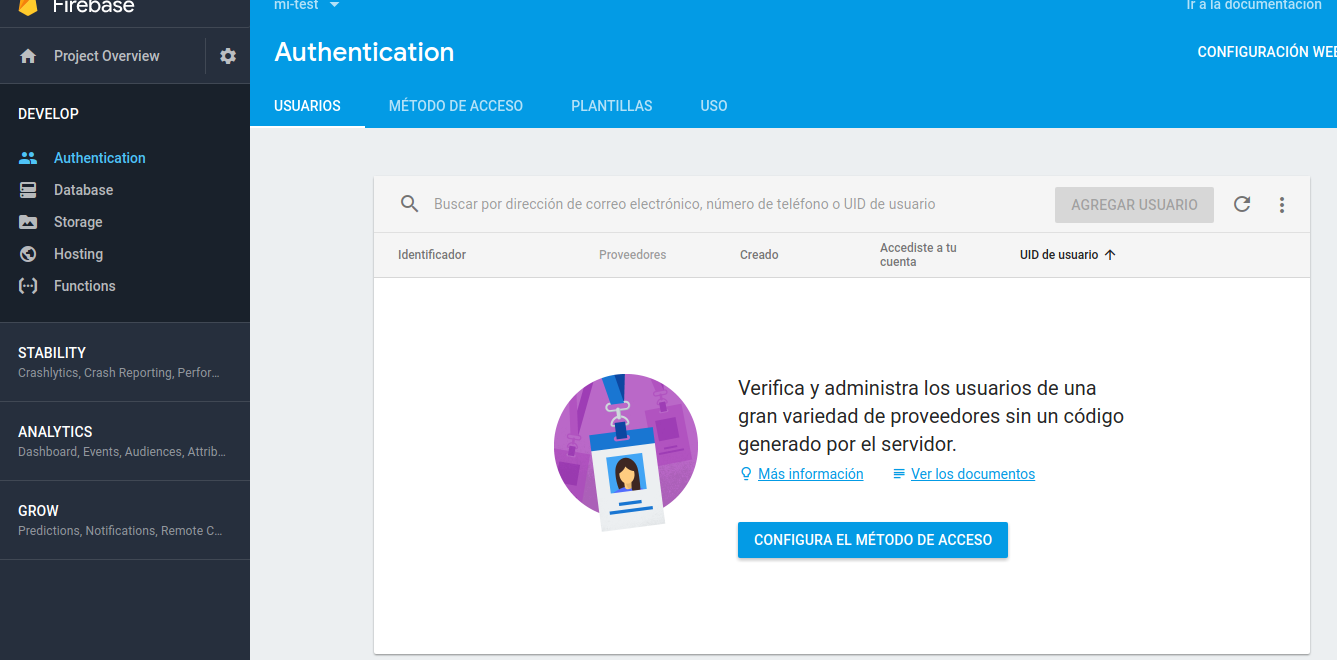 Firebase
Project Overview
DEVELOP
Authentication
Database
Storage
Hosting
Functions
STABILITY
Crashlytics, Crash Reporting, Perfor...
ANALYTICS
Dashboard, Events, Audiences, Attrib...
GROW
Predictions, Notifications, Remote C...
mi-test
Ir a la documentación
Authentication
CONFIGURACIÓN WEB
USUARIOS
MÉTODO DE ACCESO
PLANTILLAS
USO
Buscar por dirección de correo electrónico, número de teléfono o UID de usuario
AGREGAR USUARIO
Identificador
Proveedores
Creado
Accediste a tu
cuenta
UID de usuario
Verifica y administra los usuarios de una
gran variedad de proveedores sin un código
generado por el servidor.
Más información
Ver los documentos
CONFIGURA EL MÉTODO DE ACCESO